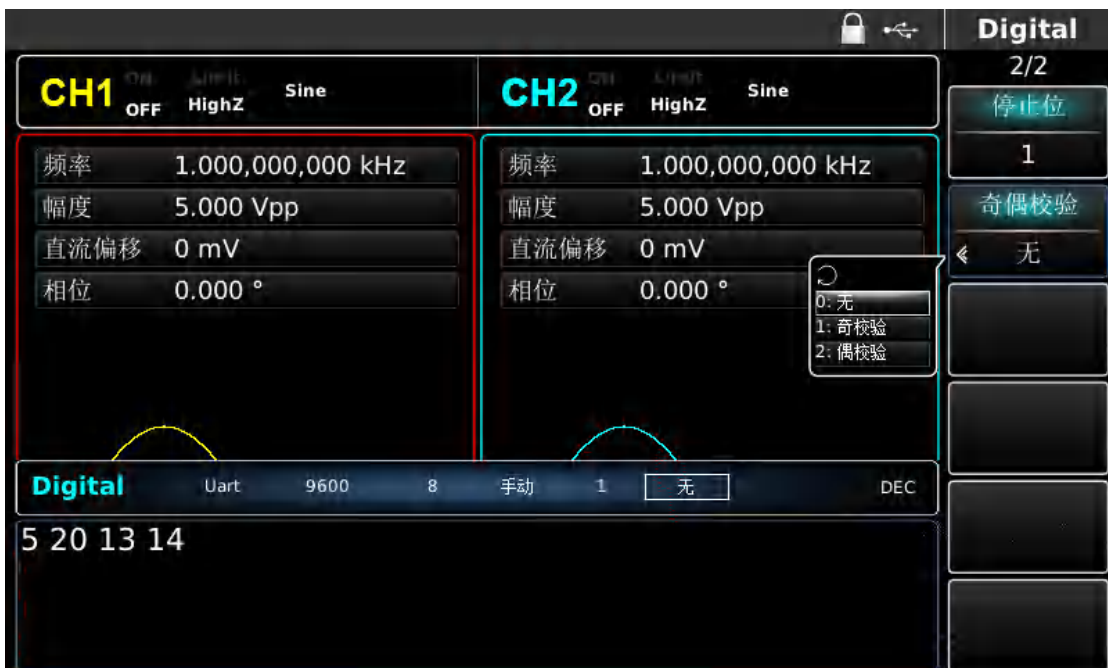 Digital
2/2
CH1 ON OFF Limit HighZ Sine
CH2 ON OFF Limit HighZ Sine
停止位
1
奇偶校验
无
频率 1.000,000,000 kHz
幅度 5.000 Vpp
直流偏移 0 mV
相位 0.000 °
频率 1.000,000,000 kHz
幅度 5.000 Vpp
直流偏移 0 mV
相位 0.000 °
0: 无
1: 奇校验
2: 偶校验
Digital Uart 9600 8 手动 1 无 DEC
5 20 13 14